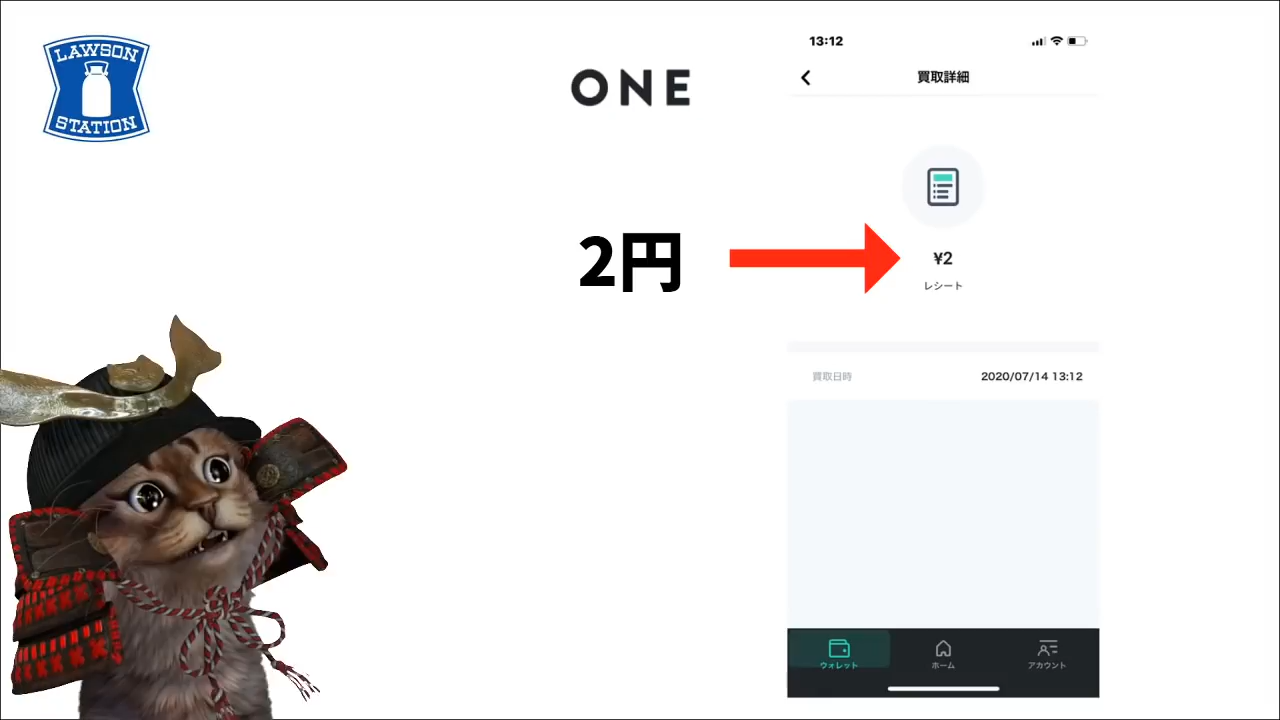 LAWSON
STATION
ONE
2円
13:12
買取詳細
¥2
レシート
買取日時
2020/07/14 13:12
ウォレット
ホーム
アカウント